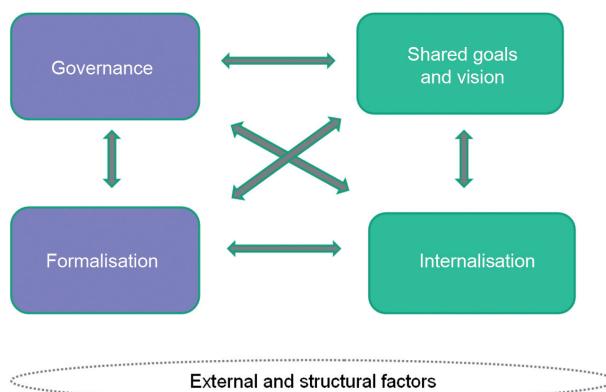 Governance
Shared goals
and vision
Formalisation
Internalisation
External and structural factors